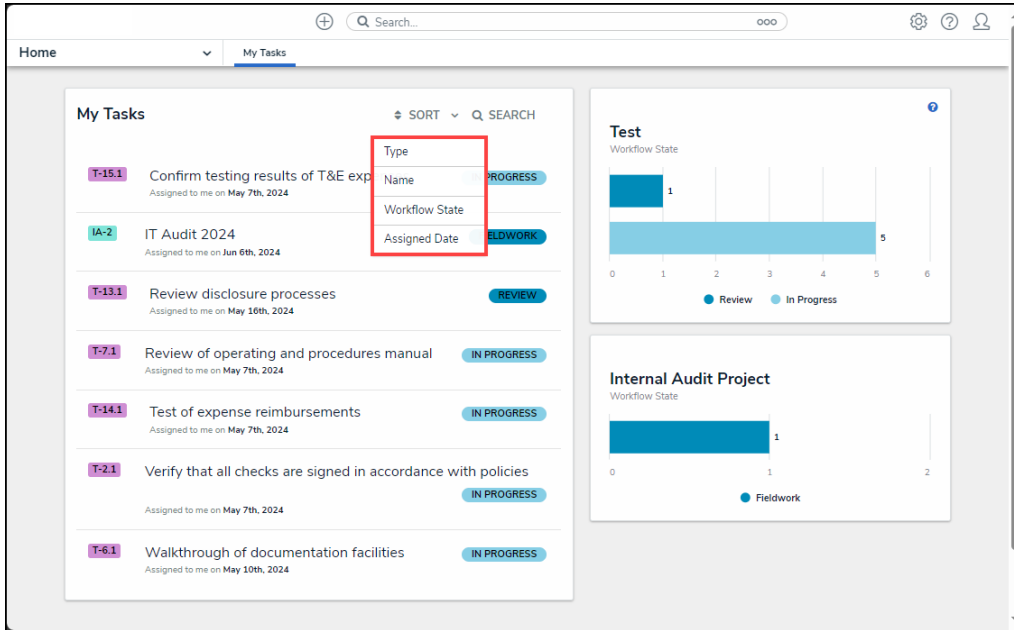 Search...
Home
My Tasks
My Tasks
SORT
SEARCH
Type
Name
Workflow State
Assigned Date
T-15.1
Confirm testing results of T&E exp
PROGRESS
Assigned to me on May 7th, 2024
IA-2
IT Audit 2024
ELDWORK
Assigned to me on Jun 6th, 2024
T-13.1
Review disclosure processes
REVIEW
Assigned to me on May 16th, 2024
T-7.1
Review of operating and procedures manual
IN PROGRESS
Assigned to me on May 7th, 2024
T-14.1
Test of expense reimbursements
IN PROGRESS
Assigned to me on May 7th, 2024
T-2.1
Verify that all checks are signed in accordance with policies
IN PROGRESS
Assigned to me on May 7th, 2024
T-6.1
Walkthrough of documentation facilities
IN PROGRESS
Assigned to me on May 10th, 2024
Test
Workflow State
1
5
0 1 2 3 4 5 6
Review In Progress
Internal Audit Project
Workflow State
1
0 1 2
Fieldwork